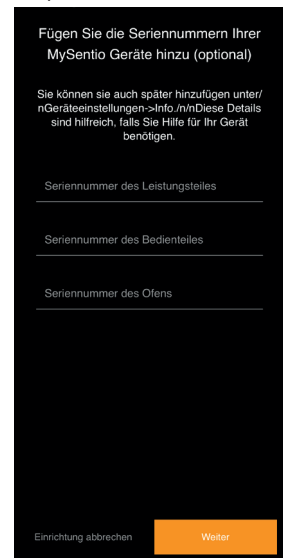 Fügen Sie die Seriennummern Ihrer
MySentio Geräte hinzu (optional)
Sie können sie auch später hinzufügen unter/
nGeräteeinstellungen->Info./n/nDiese Details
sind hilfreich, falls Sie Hilfe für Ihr Gerät
benötigen.
Seriennummer des Leistungsteiles
Seriennummer des Bedienteiles
Seriennummer des Ofens
Einrichtung abbrechen Weiter